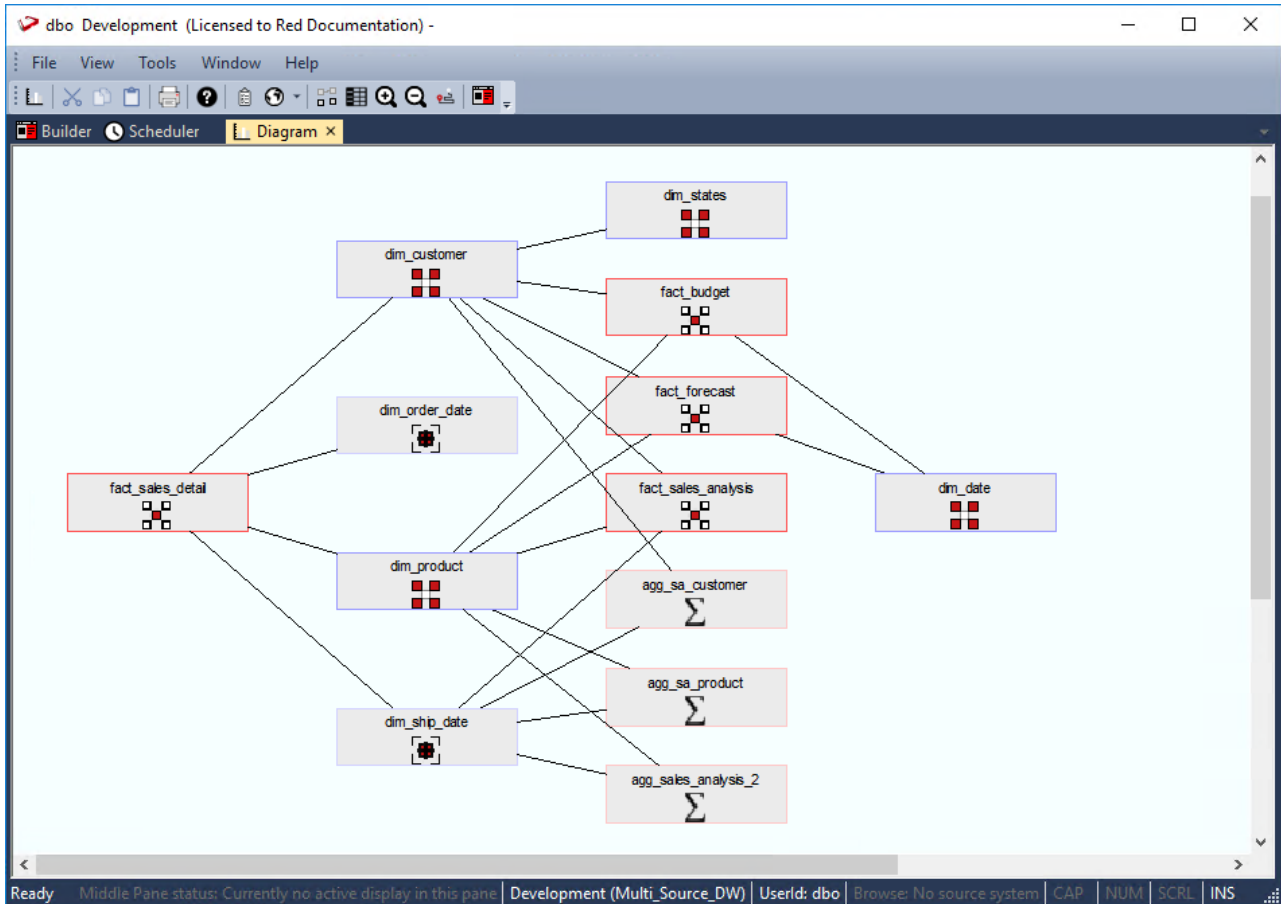 dbo Development (Licensed to Red Documentation) -
File View Tools Window Help
Builder Scheduler Diagram ×
dim_states
dim_customer
fact_budget
fact_forecast
dim_order_date
fact_sales_detail
fact_sales_analysis
dim_date
dim_product
agg_sa_customer
agg_sa_product
dim_ship_date
agg_sales_analysis_2
Σ
Σ
Σ
Ready Middle Pane status: Currently no active display in this pane Development (Multi_Source_DW) UserId: dbo Browse: No source system CAP NUM SCRL INS